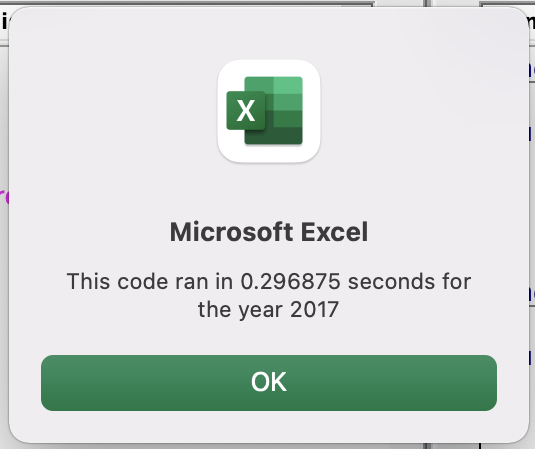 X
Microsoft Excel
This code ran in 0.296875 seconds for
the year 2017
OK